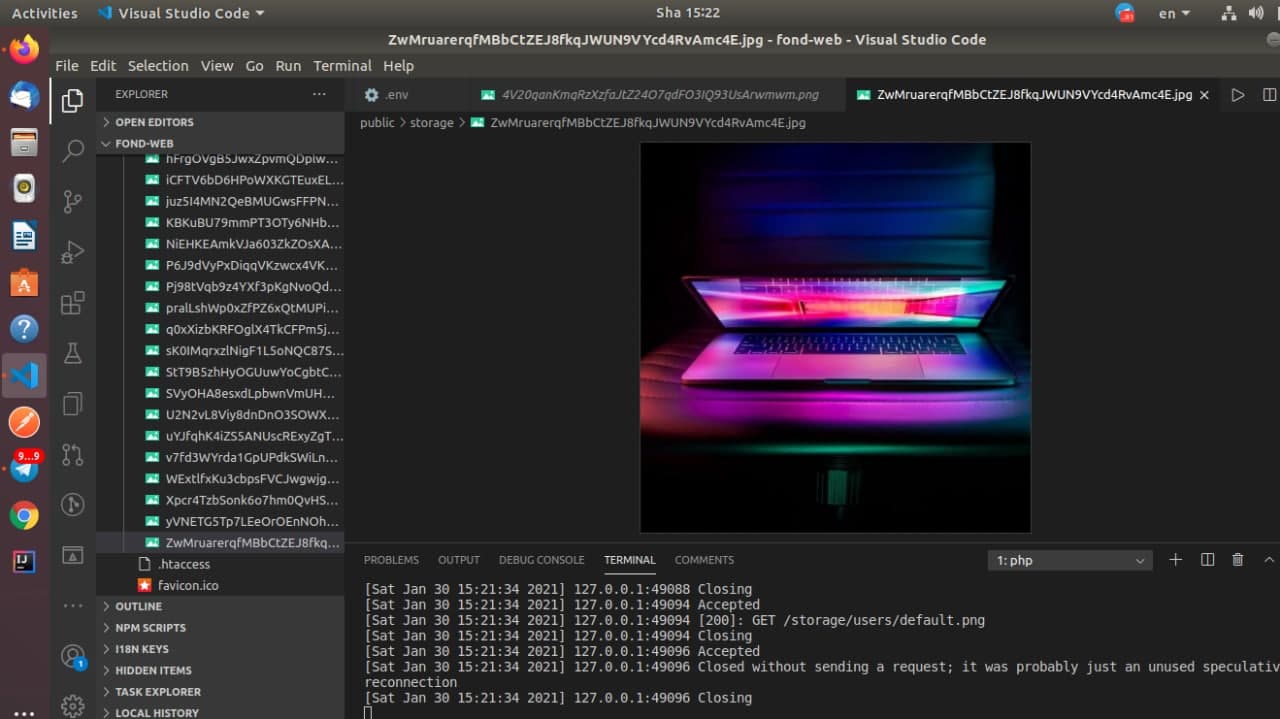 Activities
Visual Studio Code
Sha 15:22
en
ZwMruarerqfMBbCtZEJ8fkqJWUN9VYcd4RvAmc4E.jpg - fond-web - Visual Studio Code
File Edit Selection View Go Run Terminal Help
EXPLORER
.env
4V20qanKmqRzXzfaJtZ24O7qdFO3IQ93UsArwmwm.png
ZwMruarerqfMBbCtZEJ8fkqJWUN9VYcd4RvAmc4E.jpg
public > storage > ZwMruarerqfMBbCtZEJ8fkqJWUN9VYcd4RvAmc4E.jpg
OPEN EDITORS
FOND-WEB
hFrgOVgB5JwxZpvmQDpiw...
iCFTV6bD6HPoWXKGTEuxEL...
juz5I4MN2QeBMUGwsFFPN...
KBKuBU79mmPT3OTy6NHb...
NiEHKEAmkVJa603ZkZOsXA...
P6J9dVyPxDiqqVKzwcx4VK...
Pj98tVqb9z4YXf3pKgNvoQd...
pralLshWp0xZfPZ6xQtMUPi...
q0xXizbKRFOglX4TkCFPm5j...
sK0IMqrxzlNigF1L5oNQC87S...
StT9B5zhHyOGUuwYoCgbtC...
SVyOHA8esxdLpbwnVmUH...
U2N2vL8Viy8dnDnO3SOWX...
uYJfqhK4iZS5ANUscRExyZgT...
v7fd3WYrda1GpUPdkSWiLn...
WExtlfxKu3cbpsFVCJwgwjg...
Xpcr4TzbSonk6o7hm0QvHS...
yVNETG5Tp7LEeOrOEnNOh...
ZwMruarerqfMBbCtZEJ8fkq...
.htaccess
favicon.ico
OUTLINE
NPM SCRIPTS
I18N KEYS
HIDDEN ITEMS
TASK EXPLORER
LOCAL HISTORY
9...9
1
PROBLEMS OUTPUT DEBUG CONSOLE TERMINAL COMMENTS
1: php
[Sat Jan 30 15:21:34 2021] 127.0.0.1:49088 Closing
[Sat Jan 30 15:21:34 2021] 127.0.0.1:49094 Accepted
[Sat Jan 30 15:21:34 2021] 127.0.0.1:49094 [200]: GET /storage/users/default.png
[Sat Jan 30 15:21:34 2021] 127.0.0.1:49094 Closing
[Sat Jan 30 15:21:34 2021] 127.0.0.1:49096 Accepted
[Sat Jan 30 15:21:34 2021] 127.0.0.1:49096 Closed without sending a request; it was probably just an unused speculativ
reconnection
[Sat Jan 30 15:21:34 2021] 127.0.0.1:49096 Closing